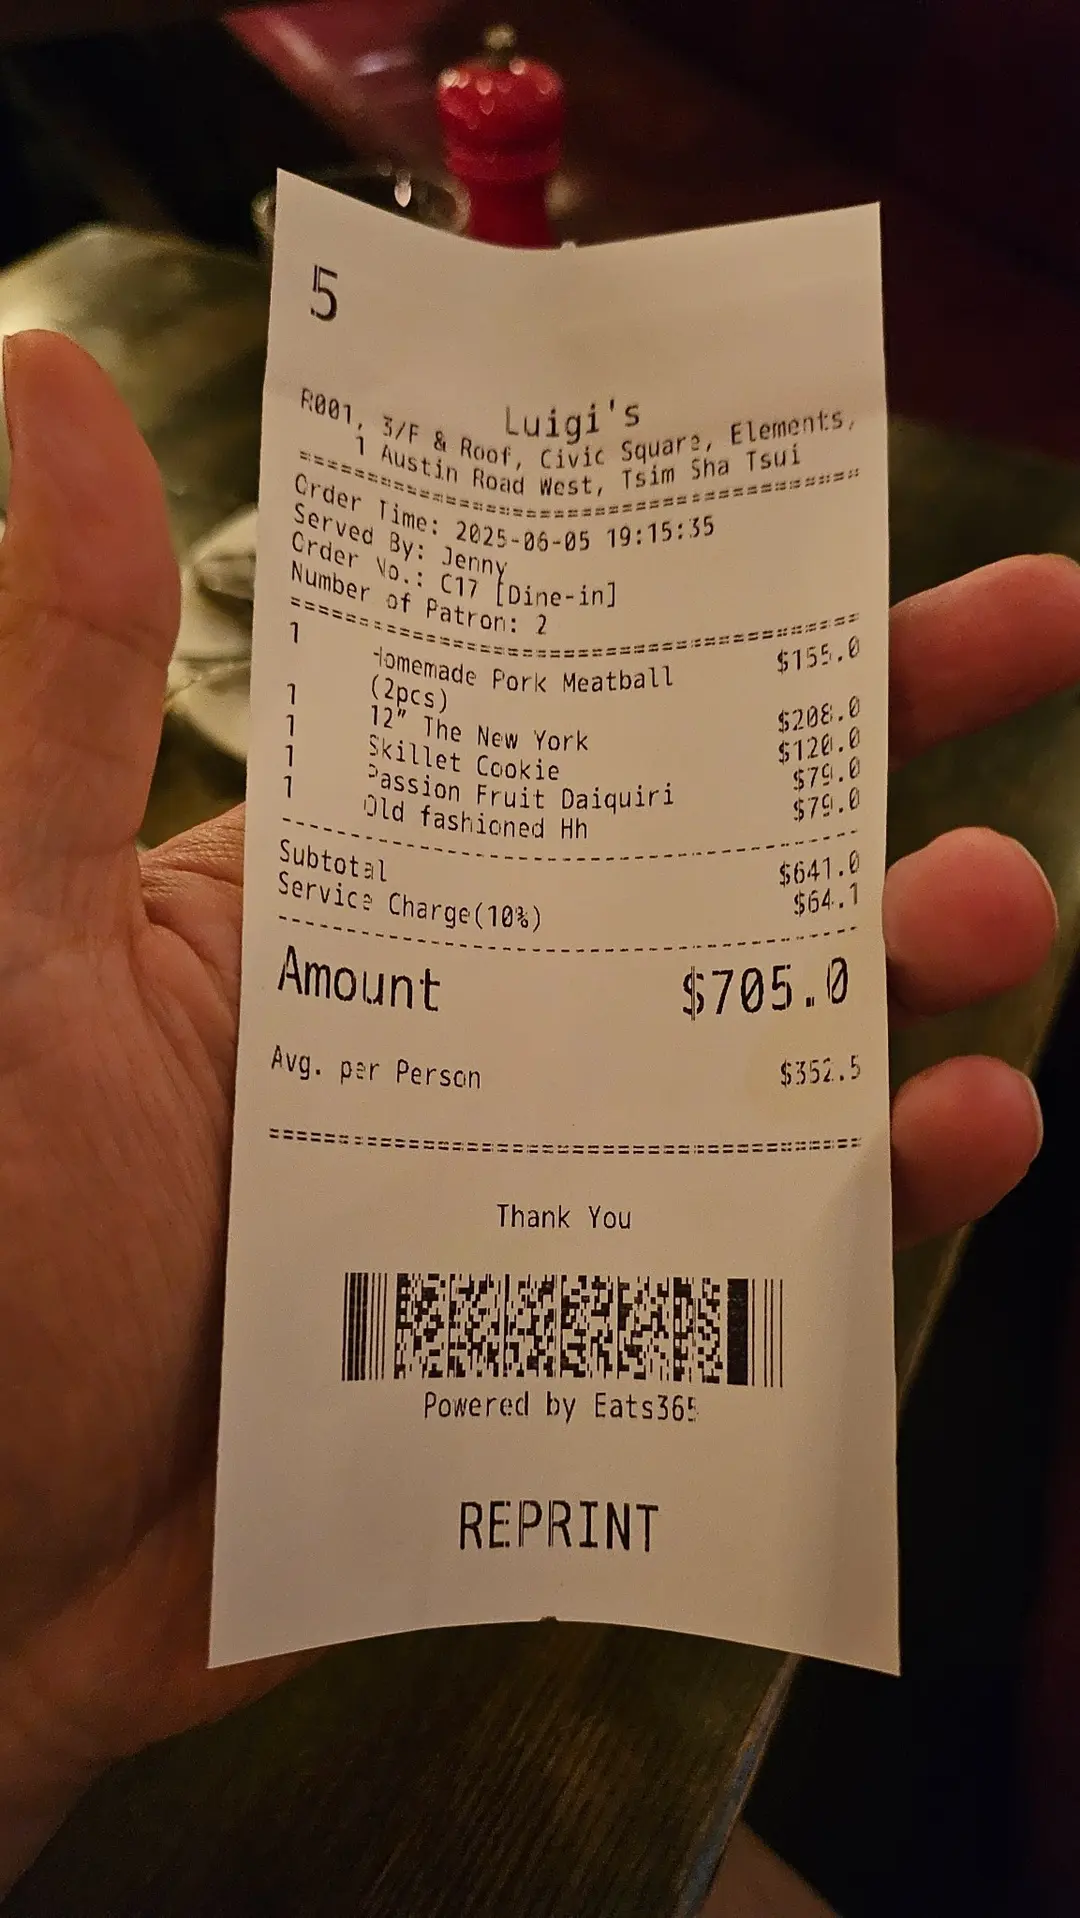 5
Luigi's
R001, 3/F & Roof, Civic Square, Elements,
1 Austin Road West, Tsim Sha Tsui
================================================
Order Time: 2025-06-05 19:15:35
Served By: Jenny
Order No.: C17 [Dine-in]
Number of Patron: 2
================================================
1 Homemade Pork Meatball $155.0
(2pcs)
1 12" The New York $208.0
1 Skillet Cookie $120.0
1 Passion Fruit Daiquiri $79.0
1 Old fashioned Hh $79.0
------------------------------------------------
Subtotal $641.0
Service Charge(10%) $64.1
------------------------------------------------
Amount $705.0
Avg. per Person $352.5
================================================
Thank You
Powered by Eats365
REPRINT